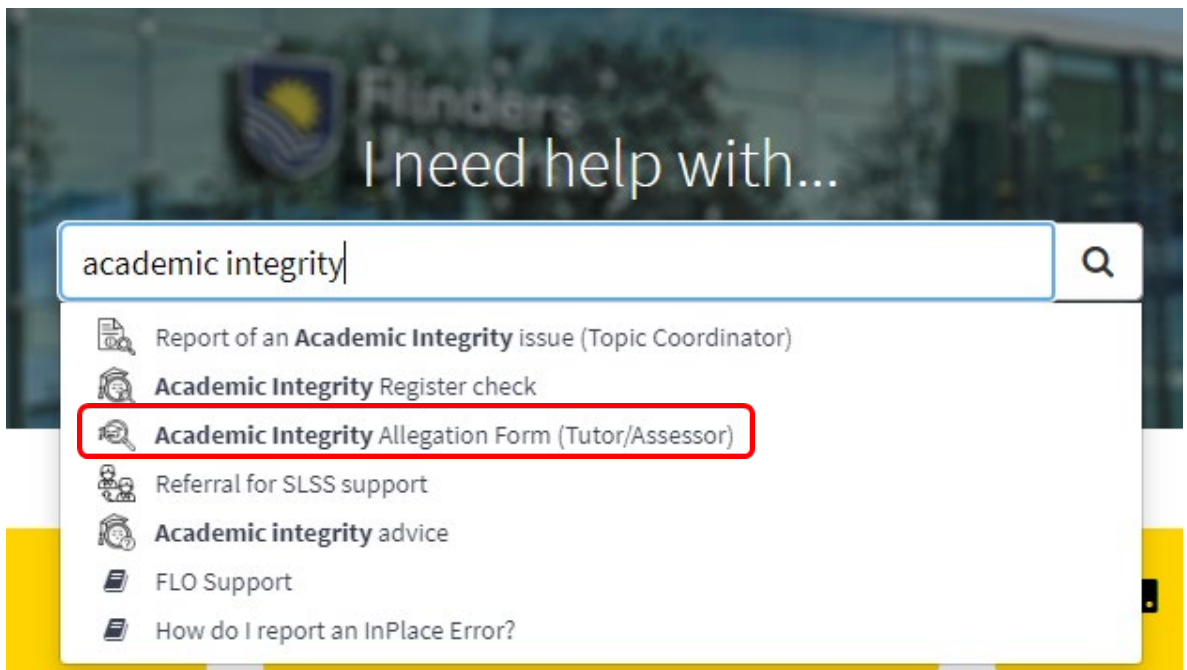 Flinders
I need help with...
academic integrity
Report of an Academic Integrity issue (Topic Coordinator)
Academic Integrity Register check
Academic Integrity Allegation Form (Tutor/Assessor)
Referral for SLSS support
Academic integrity advice
FLO Support
How do I report an InPlace Error?